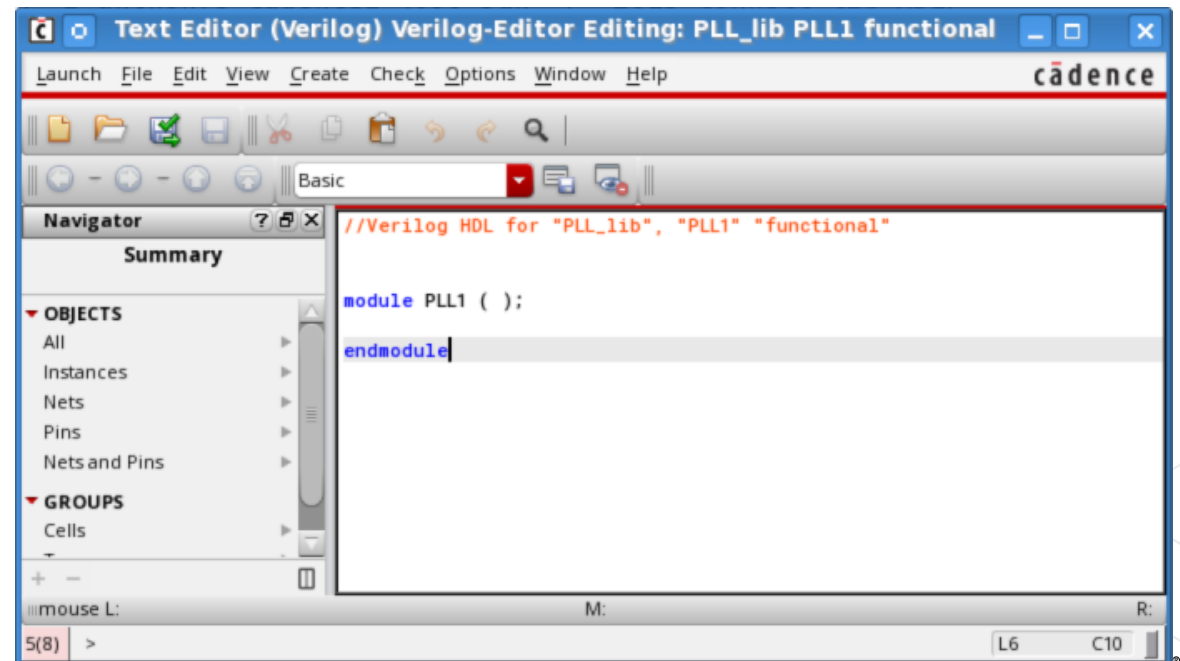 Text Editor (Verilog) Verilog-Editor Editing: PLL_lib PLL1 functional
Launch File Edit View Create Check Options Window Help cādence
Basic
Navigator
Summary
OBJECTS
All
Instances
Nets
Pins
Nets and Pins
GROUPS
Cells
//Verilog HDL for "PLL_lib", "PLL1" "functional"
module PLL1 ( );
endmodule
mouse L: M: R:
5(8) > L6 C10